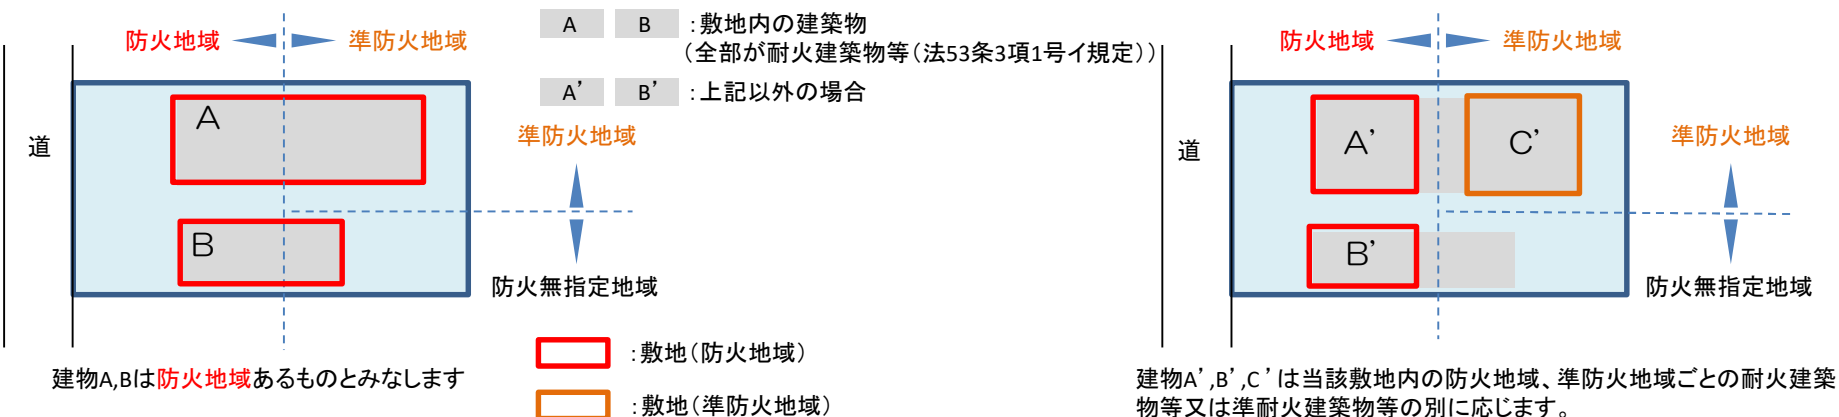 防火地域 準防火地域
道
A
B
準防火地域
防火無指定地域
建物A,Bは防火地域あるものとみなします
A B :敷地内の建築物
(全部が耐火建築物等(法53条3項1号イ規定))
A’ B’ :上記以外の場合
:敷地(防火地域)
:敷地(準防火地域)
防火地域 準防火地域
道
A’ C’
B’
準防火地域
防火無指定地域
建物A’,B’,C’は当該敷地内の防火地域、準防火地域ごとの耐火建築
物等又は準耐火建築物等の別に応じます。